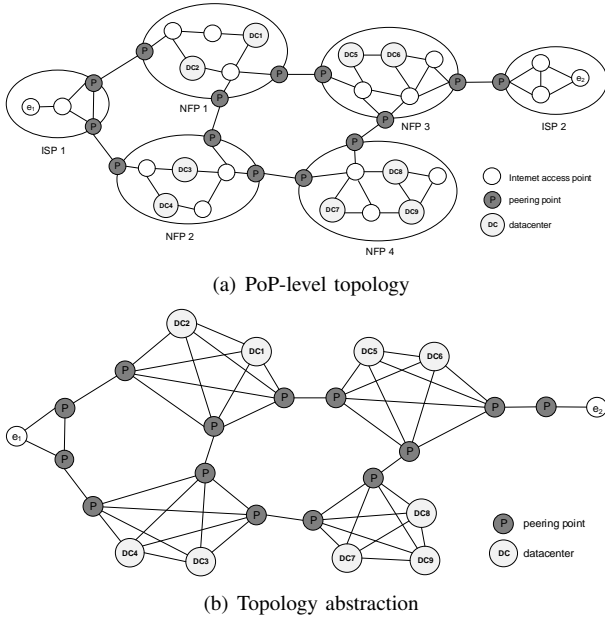 DC1
P
DC2
P
P
P
DC5
DC6
P
P
e2
P
NFP 1
P
NFP 3
P
ISP 2
e1
P
ISP 1
P
P
DC3
DC4
P
P
P
NFP 2
DC8
DC7
DC9
NFP 4
Internet access point
P peering point
DC datacenter
(a) PoP-level topology
DC2
DC1
DC5
DC6
P
P
P
P
P
P
e2
e1
P
P
P
P
P
P
P
P
P
DC8
DC4
DC3
DC7
DC9
P peering point
DC datacenter
(b) Topology abstraction